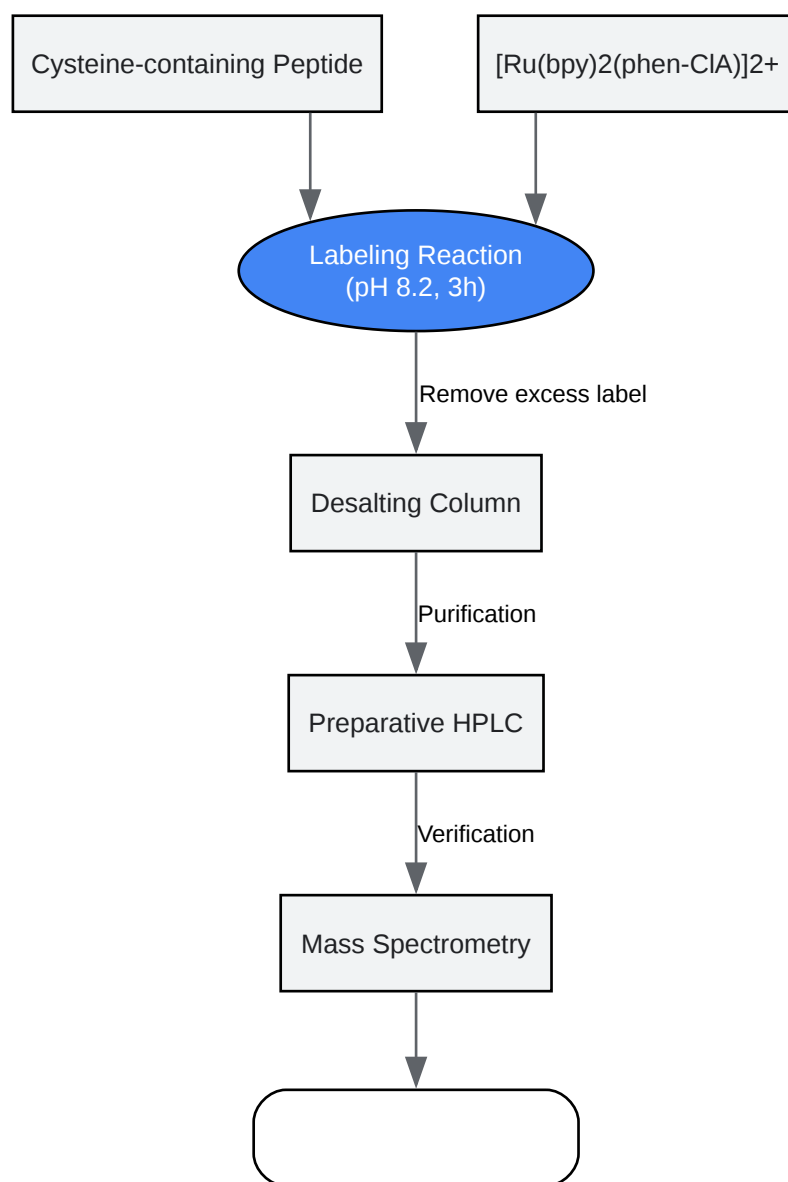 Cysteine-containing Peptide
[Ru(bpy)2(phen-ClA)]2+
Labeling Reaction
(pH 8.2, 3h)
Remove excess label
Desalting Column
Purification
Preparative HPLC
Verification
Mass Spectrometry